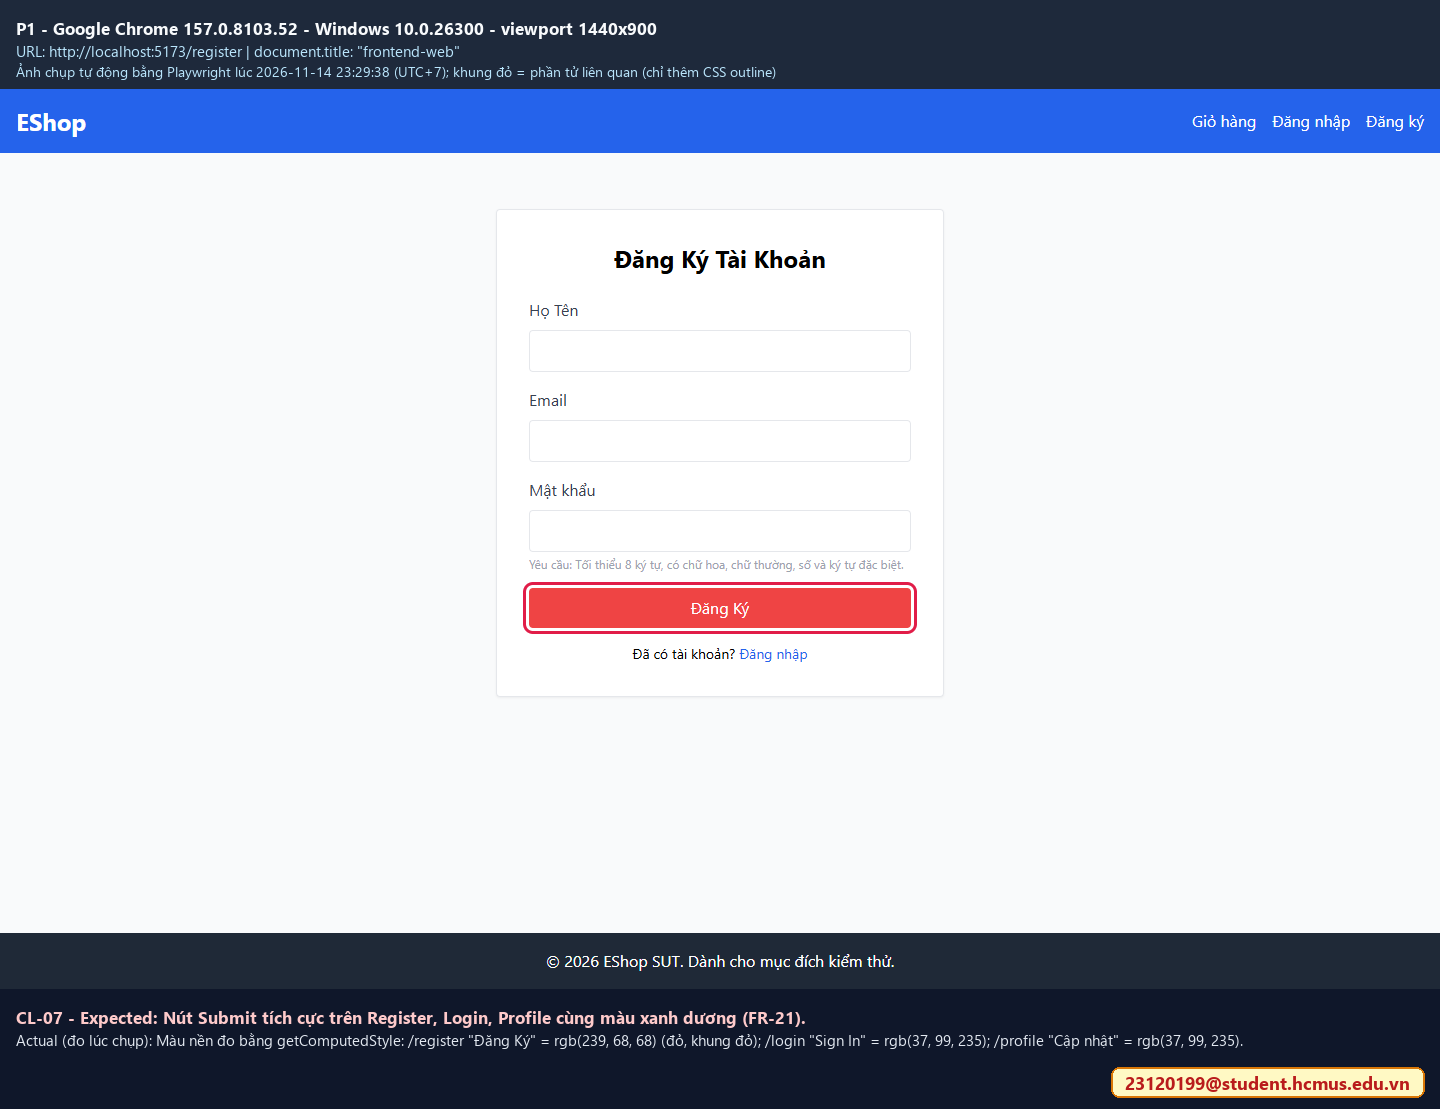 P1 - Google Chrome 157.0.8103.52 - Windows 10.0.26300 - viewport 1440x900
URL: http://localhost:5173/register | document.title: "frontend-web"
Ảnh chụp tự động bằng Playwright lúc 2026-11-14 23:29:38 (UTC+7); khung đỏ = phần tử liên quan (chỉ thêm CSS outline)
EShop
Giỏ hàng Đăng nhập Đăng ký
Đăng Ký Tài Khoản
Họ Tên
Email
Mật khẩu
Yêu cầu: Tối thiểu 8 ký tự, có chữ hoa, chữ thường, số và ký tự đặc biệt.
Đăng Ký
Đã có tài khoản? Đăng nhập
© 2026 EShop SUT. Dành cho mục đích kiểm thử.
CL-07 - Expected: Nút Submit tích cực trên Register, Login, Profile cùng màu xanh dương (FR-21).
Actual (đo lúc chụp): Màu nền đo bằng getComputedStyle: /register "Đăng Ký" = rgb(239, 68, 68) (đỏ, khung đỏ); /login "Sign In" = rgb(37, 99, 235); /profile "Cập nhật" = rgb(37, 99, 235).
23120199@student.hcmus.edu.vn